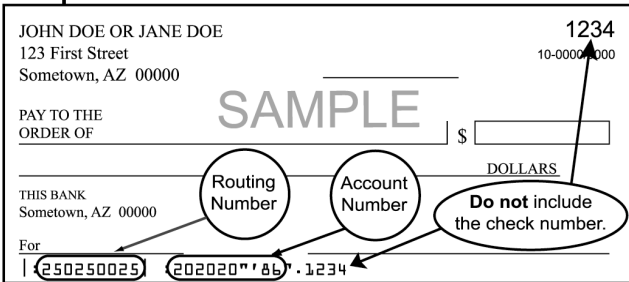 JOHN DOE OR JANE DOE
1234
123 First Street
10-0000/0000
Sometown, AZ 00000
SAMPLE
PAY TO THE
ORDER OF
$
DOLLARS
Routing
Number
Account
Number
Do not include
the check number.
THIS BANK
Sometown, AZ 00000
For
|:250250025| :202020"'86".1234